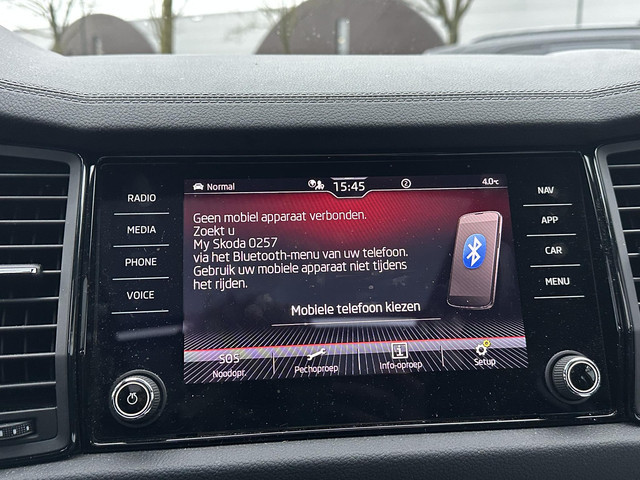 Normal 15:45 2 4.0°C
RADIO
MEDIA
PHONE
VOICE
Geen mobiel apparaat verbonden.
Zoekt u
My Skoda 0257
via het Bluetooth-menu van uw telefoon.
Gebruik uw mobiele apparaat niet tijdens
het rijden.
Mobiele telefoon kiezen
SOS
Noodopr.
Pechoproep
Info-oproep
Setup
NAV
APP
CAR
MENU